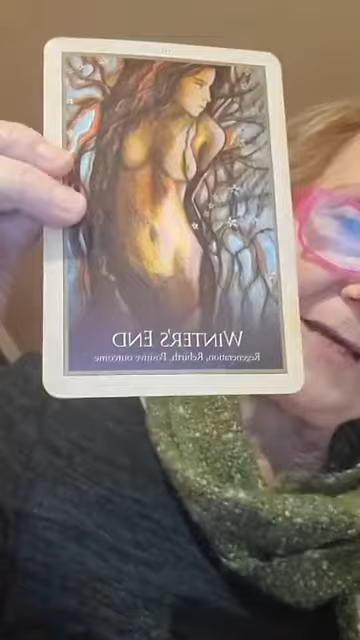 WINTER'S END
Regeneration, Rebirth, Positive outcome